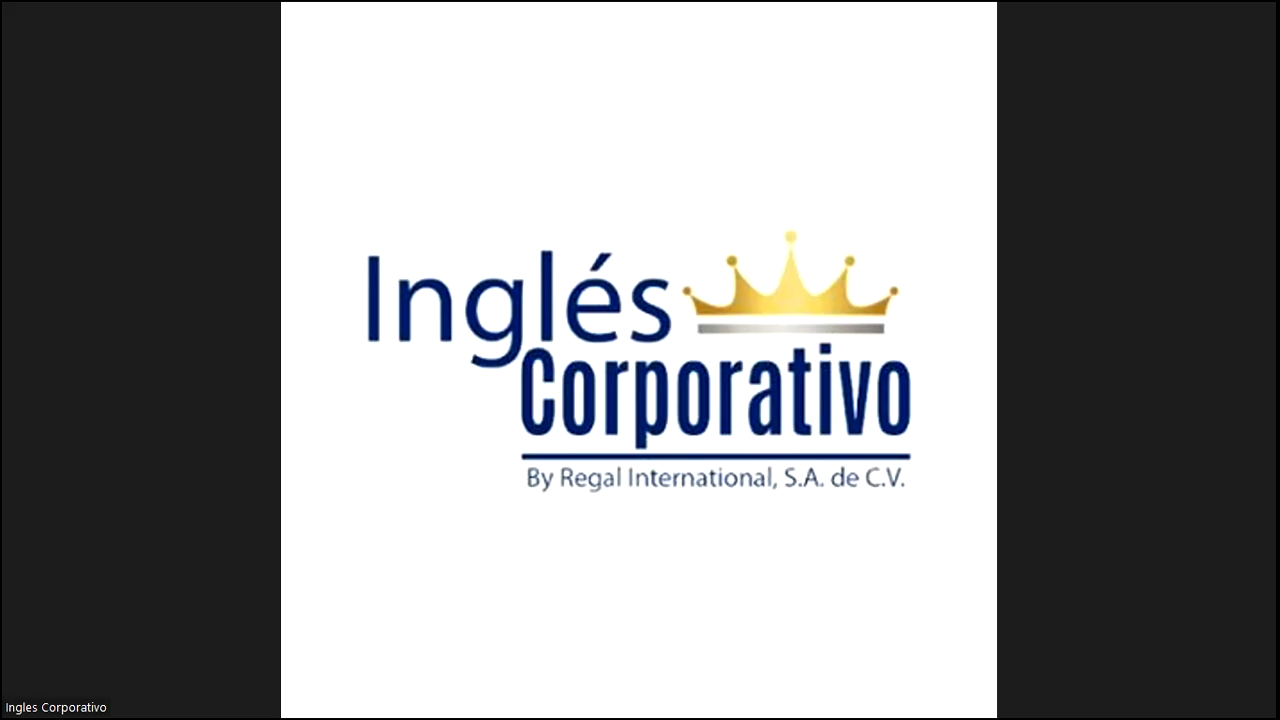 Inglés
Corporativo
By Regal International, S.A. de C.V.
Ingles Corporativo